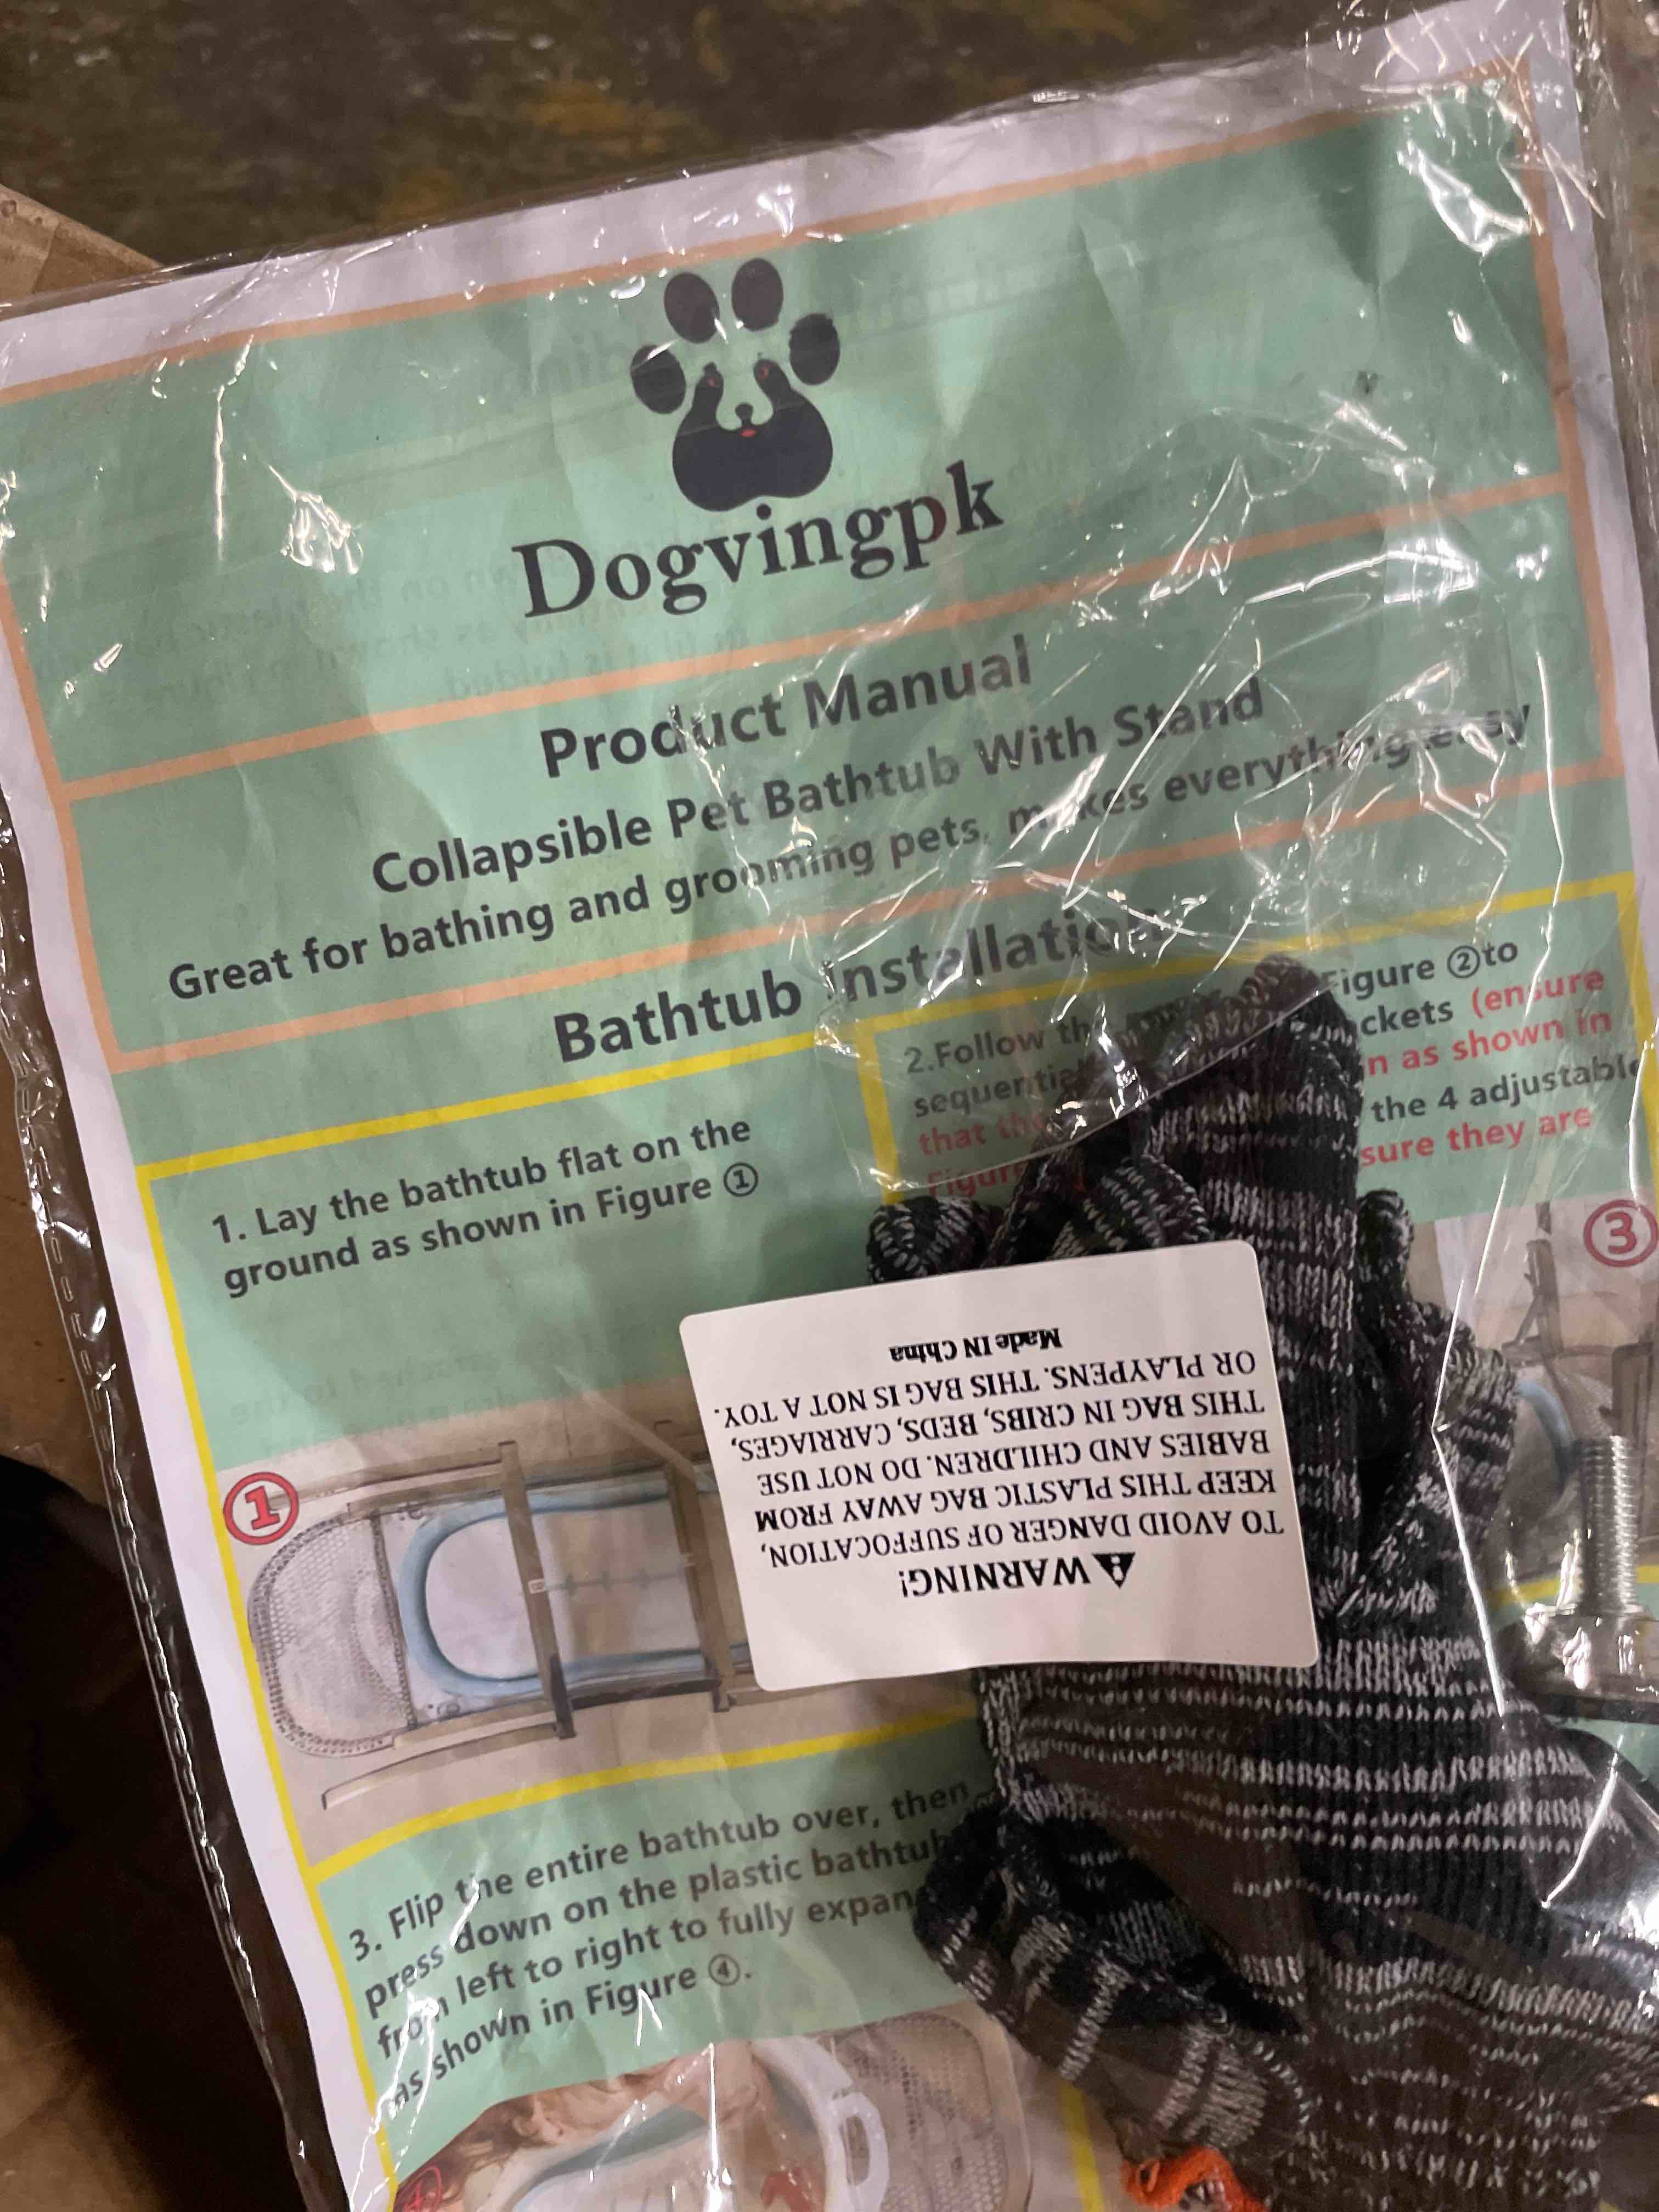 Dogvingpk
Product Manual
Collapsible Pet Bathtub With Stand
Great for bathing and grooming pets, makes everything easy
Bathtub Installation
1. Lay the bathtub flat on the
ground as shown in Figure ①
2.Follow Figure ②to
(ensure
that as shown in
Figure the 4 adjustable
sure they are
①
③
⚠ WARNING!
TO AVOID DANGER OF SUFFOCATION,
KEEP THIS PLASTIC BAG AWAY FROM
BABIES AND CHILDREN. DO NOT USE
THIS BAG IN CRIBS, BEDS, CARRIAGES,
OR PLAYPENS. THIS BAG IS NOT A TOY.
Made IN China
3. Flip the entire bathtub over, then
press down on the plastic bathtub
from left to right to fully expand
as shown in Figure ④.